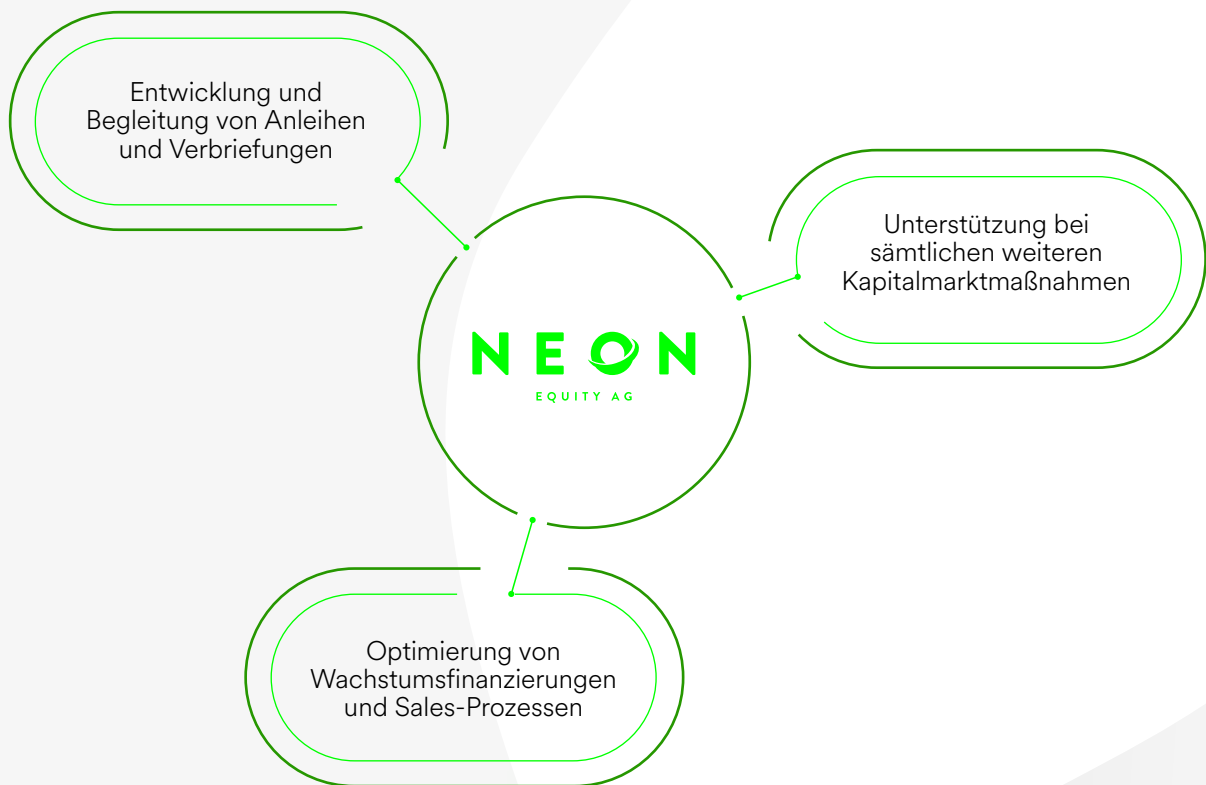 Entwicklung und
Begleitung von Anleihen
und Verbriefungen
Unterstützung bei
sämtlichen weiteren
Kapitalmarktmaßnahmen
NEON
EQUITY AG
Optimierung von
Wachstumsfinanzierungen
und Sales-Prozessen